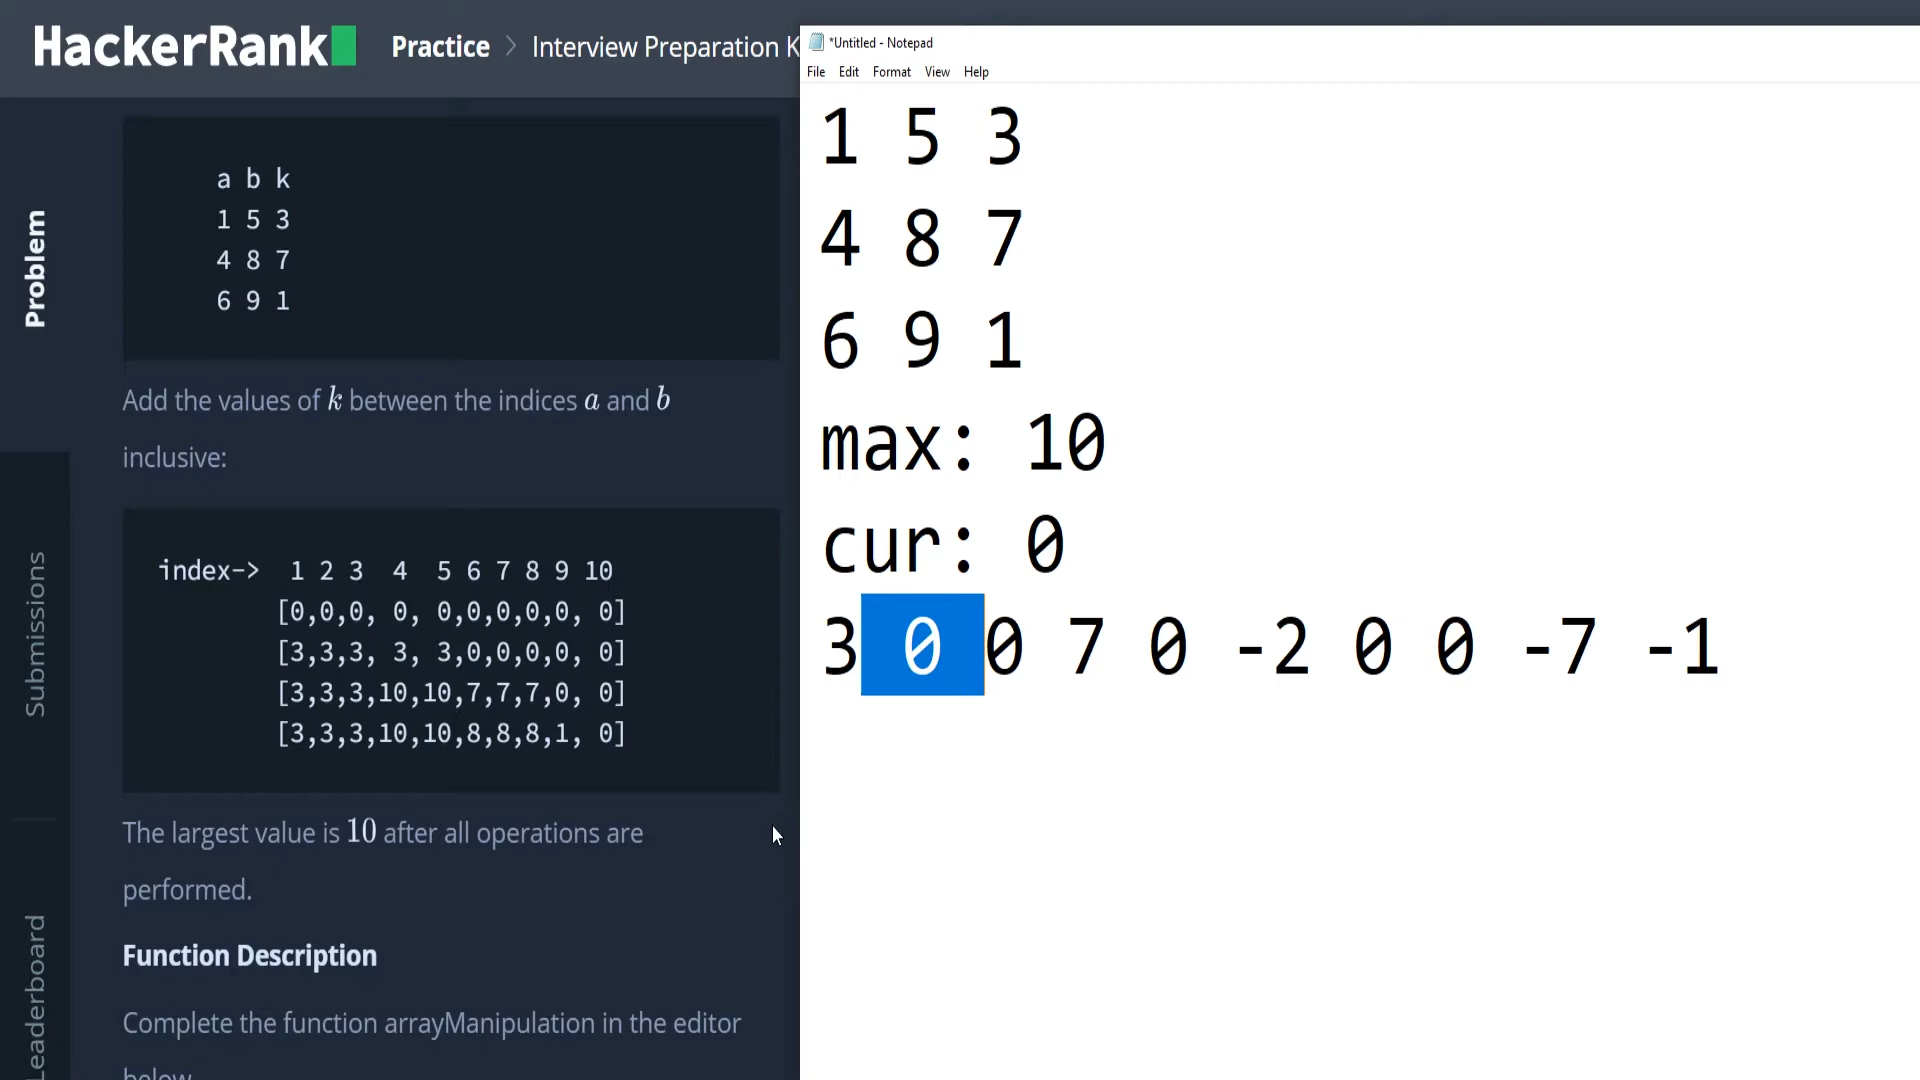 HackerRank
Practice > Interview Preparation K
Problem
Submissions
Leaderboard
a b k
1 5 3
4 8 7
6 9 1
Add the values of k between the indices a and b
inclusive:
index-> 1 2 3 4 5 6 7 8 9 10
[0,0,0, 0, 0,0,0,0,0, 0]
[3,3,3, 3, 3,0,0,0,0, 0]
[3,3,3,10,10,7,7,7,0, 0]
[3,3,3,10,10,8,8,8,1, 0]
The largest value is 10 after all operations are
performed.
Function Description
Complete the function arrayManipulation in the editor
below
*Untitled - Notepad
File Edit Format View Help
1 5 3
4 8 7
6 9 1
max: 10
cur: 0
3 0 0 7 0 -2 0 0 -7 -1